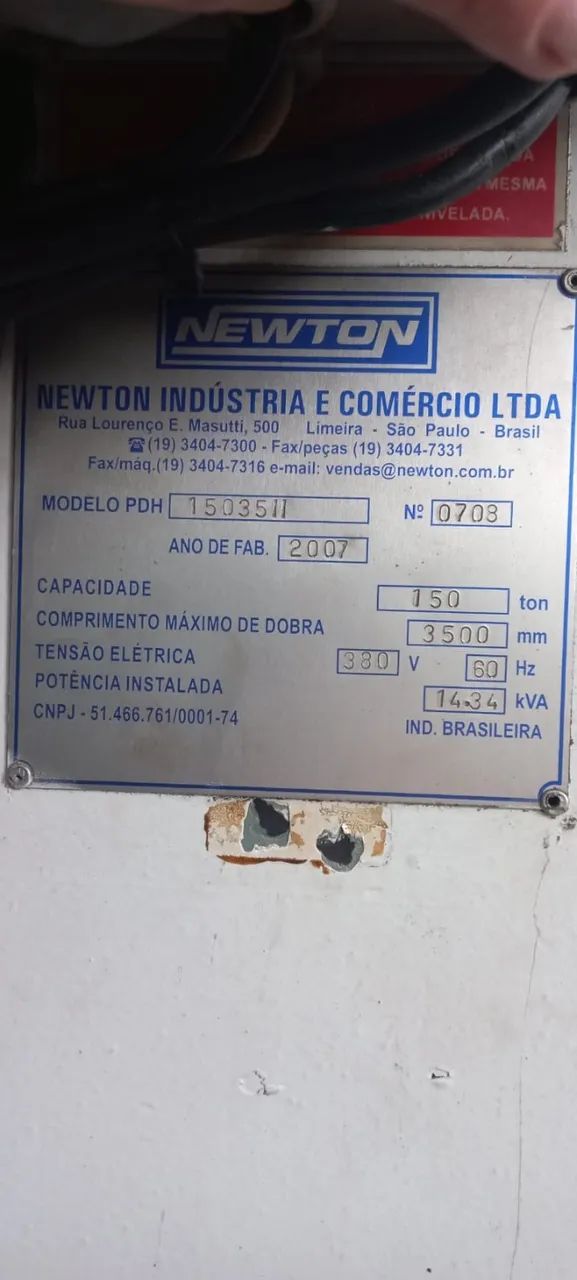 DA
MESMA
NIVELADA.
NEWTON
NEWTON INDÚSTRIA E COMÉRCIO LTDA
Rua Lourenço E. Masutti, 500 Limeira - São Paulo - Brasil
☎(19) 3404-7300 - Fax/peças (19) 3404-7331
Fax/máq.(19) 3404-7316 e-mail: vendas@newton.com.br
MODELO PDH 15035II Nº 0708
ANO DE FAB. 2007
CAPACIDADE 150 ton
COMPRIMENTO MÁXIMO DE DOBRA 3500 mm
TENSÃO ELÉTRICA 380 V 60 Hz
POTÊNCIA INSTALADA 14.34 kVA
CNPJ - 51.466.761/0001-74 IND. BRASILEIRA